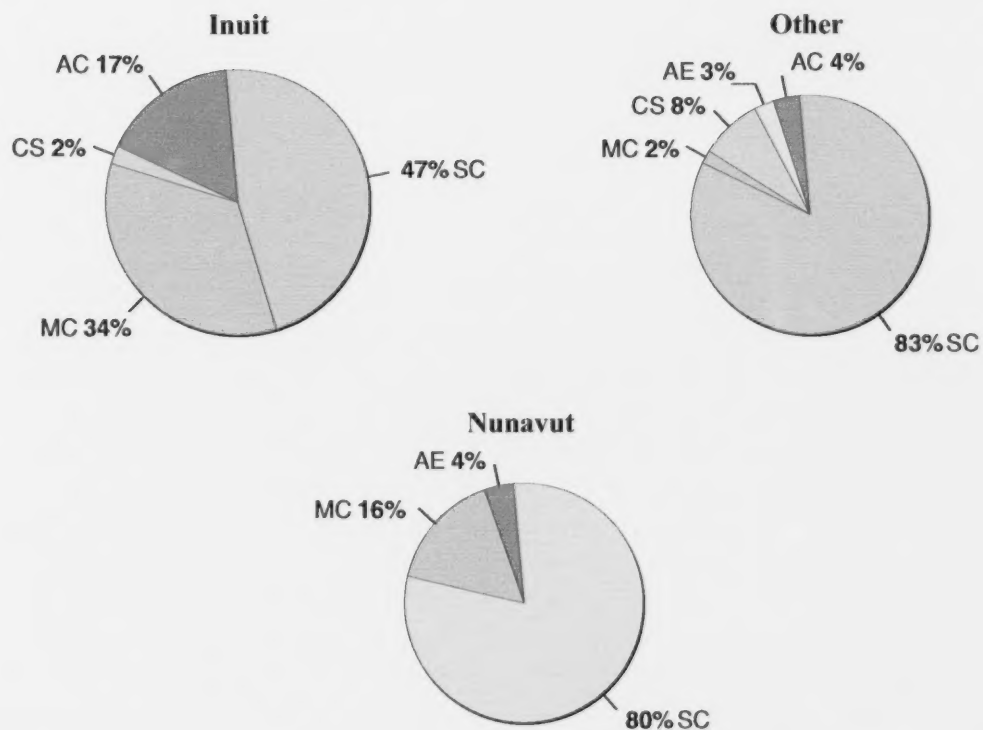 Inuit
AC 17%
CS 2%
47% SC
MC 34%
Other
AE 3%
AC 4%
CS 8%
MC 2%
83% SC
Nunavut
AE 4%
MC 16%
80% SC